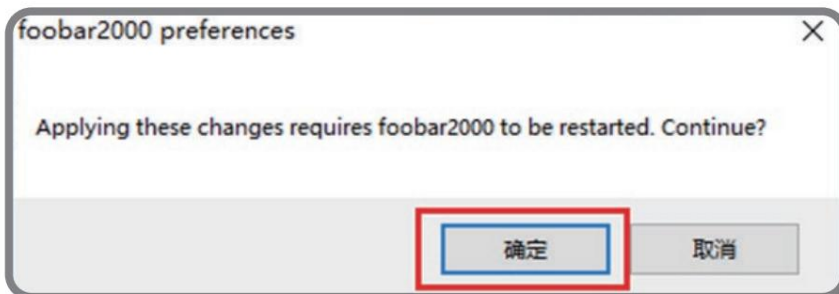 foobar2000 preferences
Applying these changes requires foobar2000 to be restarted. Continue?
确定 取消